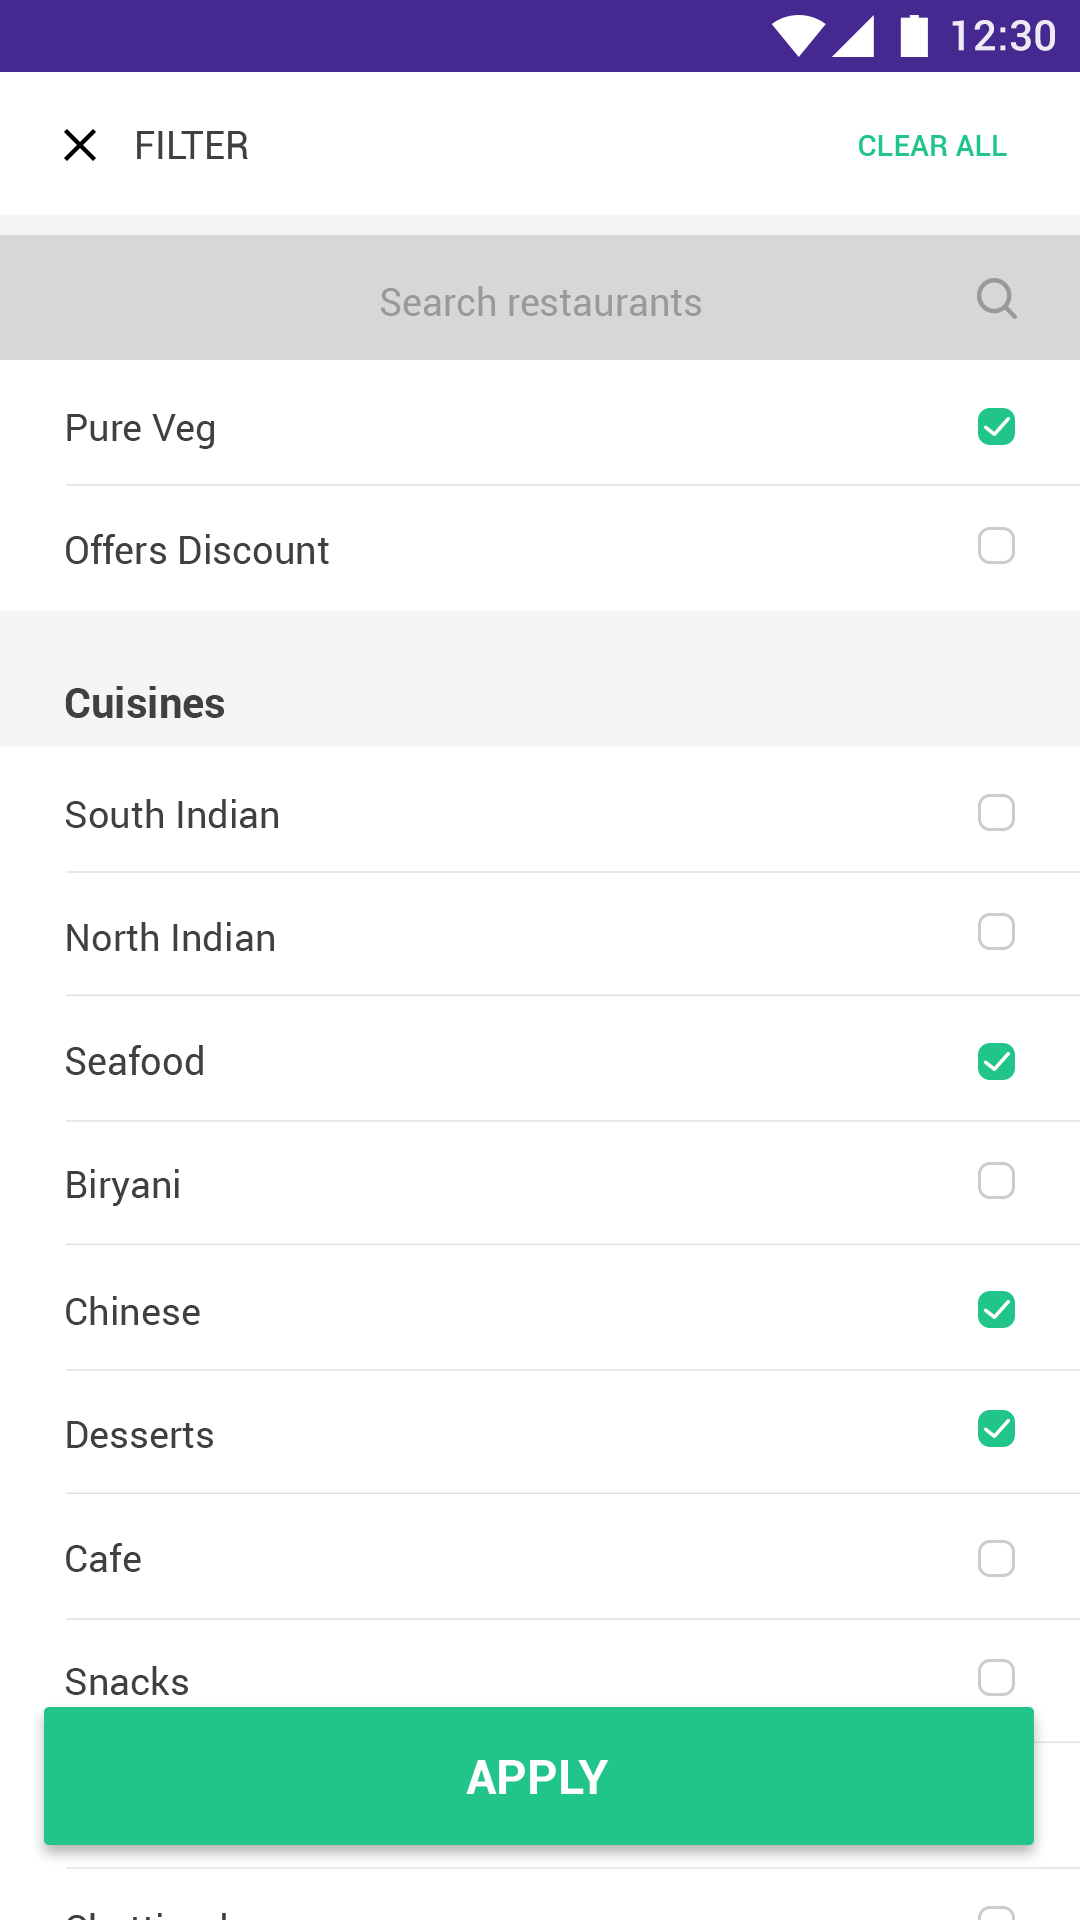 12:30
FILTER
CLEAR ALL
Search restaurants
Pure Veg
Offers Discount
Cuisines
South Indian
North Indian
Seafood
Biryani
Chinese
Desserts
Cafe
Snacks
APPLY